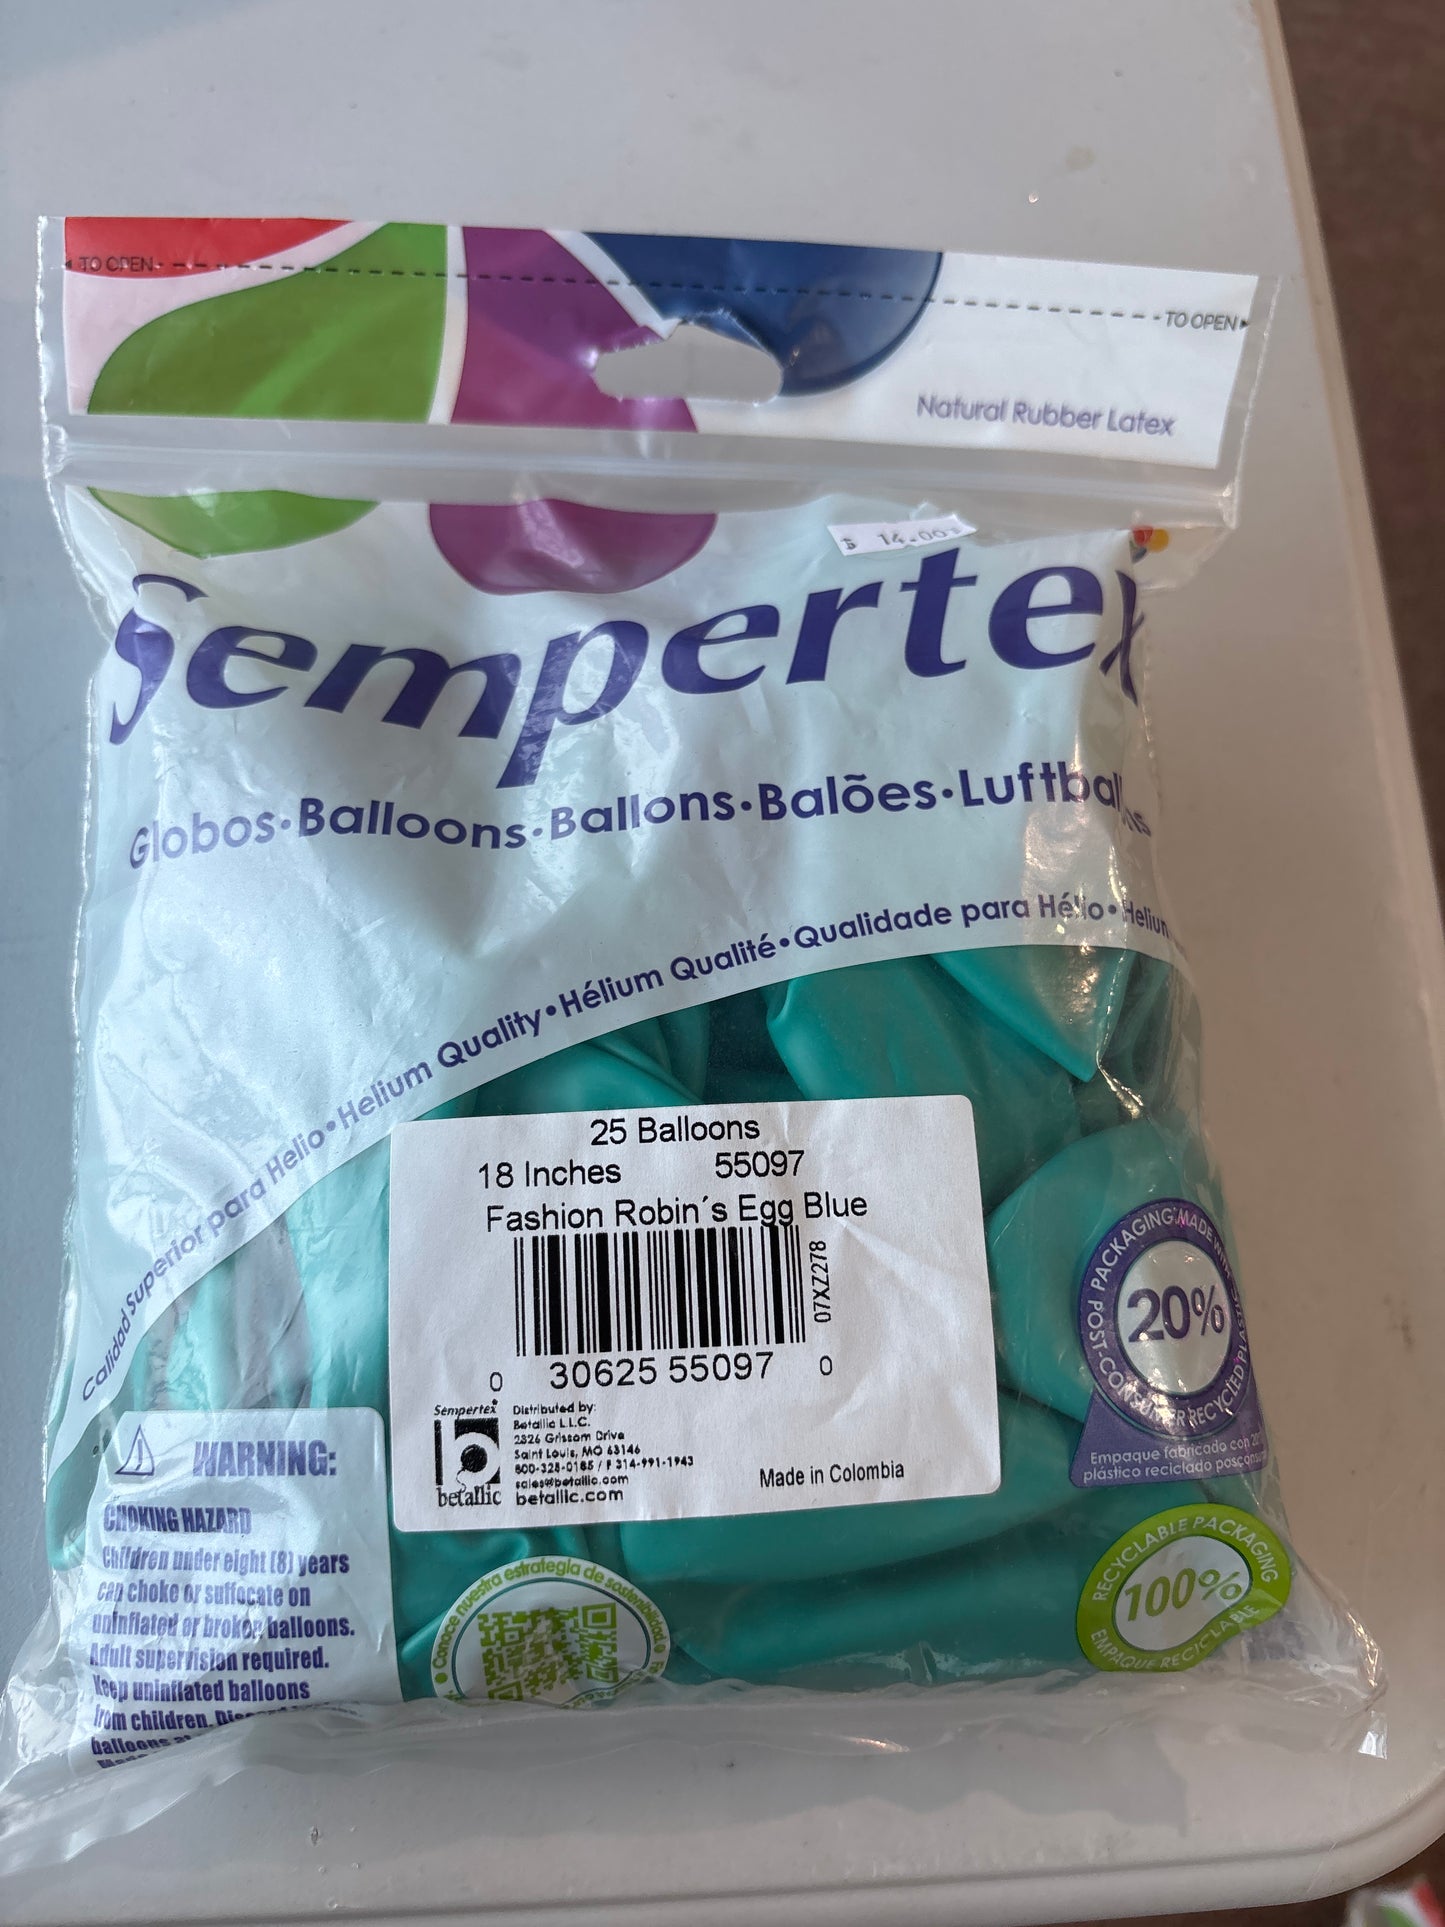 TO OPEN
TO OPEN
Natural Rubber Latex
$ 14.00
Sempertex
Globos•Balloons•Ballons•Balões•Luftballons
Calidad Superior para Helio•Helium Quality•Hélium Qualité•Qualidade para Hélio•Helium
25 Balloons
18 Inches 55097
Fashion Robin´s Egg Blue
07XZ278
0 30625 55097 0
Sempertex
betallic
Distributed by:
Betallic L.L.C.
2326 Grissom Drive
Saint Louis, MO 63146
800-328-0185 / F 314-991-1943
sales@betallic.com
betallic.com
Made in Colombia
PACKAGING MADE WITH
20%
POST-CONSUMER RECYCLED PLASTIC
Empaque fabricado con 20%
plástico reciclado posconsumo
RECYCLABLE PACKAGING
100%
EMPAQUE RECICLABLE
WARNING:
CHOKING HAZARD
Children under eight (8) years
can choke or suffocate on
uninflated or broken balloons.
Adult supervision required.
Keep uninflated balloons
from children.
balloons
Conoce nuestra estrategia de sostenibilidad